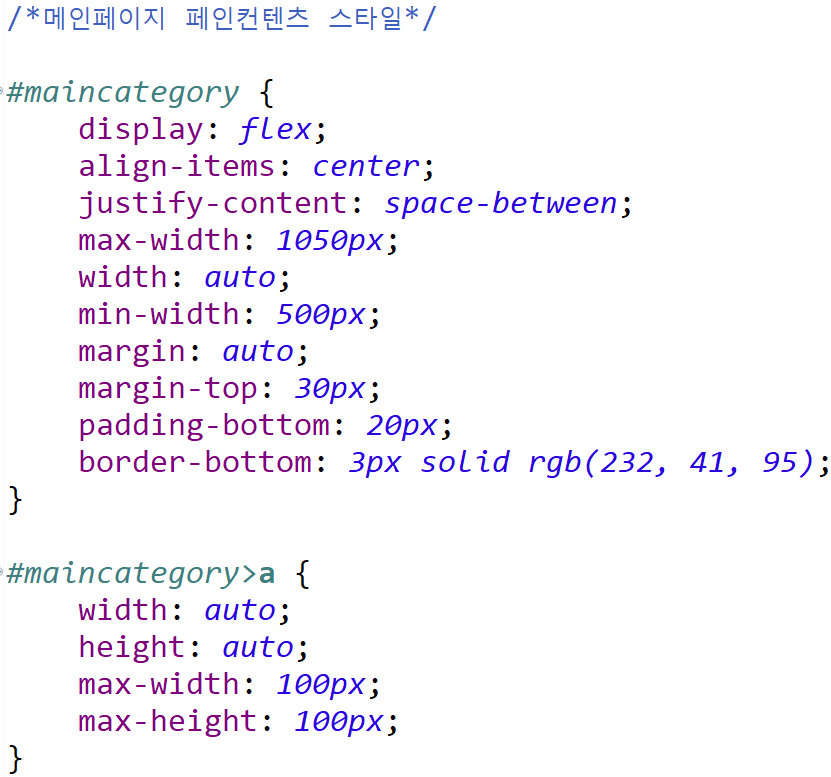 /*메인페이지 페인컨텐츠 스타일*/
#maincategory {
display: flex;
align-items: center;
justify-content: space-between;
max-width: 1050px;
width: auto;
min-width: 500px;
margin: auto;
margin-top: 30px;
padding-bottom: 20px;
border-bottom: 3px solid rgb(232, 41, 95);
}
#maincategory>a {
width: auto;
height: auto;
max-width: 100px;
max-height: 100px;
}